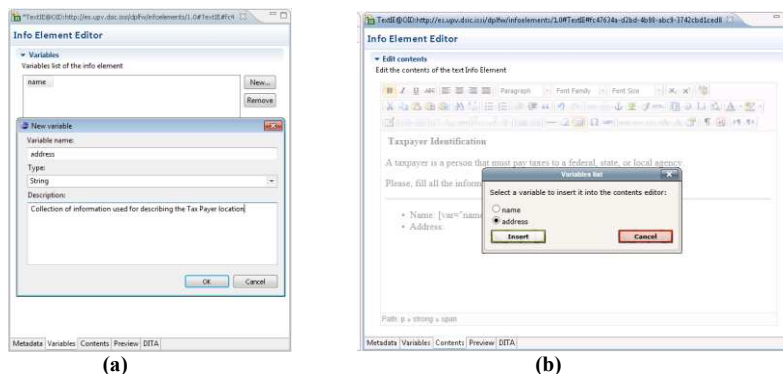 *TextIE@OID:http://es.upv.dsic.issi/dplfw/infoelements/1.0#TextIE#fc4
Info Element Editor
Variables
Variables list of the info element
name
New...
Remove
New variable
Variable name:
address
Type:
String
Description:
Collection of information used for describing the Tax Payer location
OK
Cancel
Metadata Variables Contents Preview DITA
(a)
TextIE@OID:http://es.upv.dsic.issi/dplfw/infoelements/1.0#TextIE#fc47634a-d2bd-4b98-abc9-3742cbd1ced8
Info Element Editor
Edit contents
Edit the contents of the text Info Element
B I U ABC Paragraph Font Family Font Size
Taxpayer Identification
A taxpayer is a person that must pay taxes to a federal, state, or local agency.
Please, fill all the inform
Name: [var="name
Address:
Variables list
Select a variable to insert it into the contents editor:
name
address
Insert
Cancel
Path: p » strong » span
Metadata Variables Contents Preview DITA
(b)